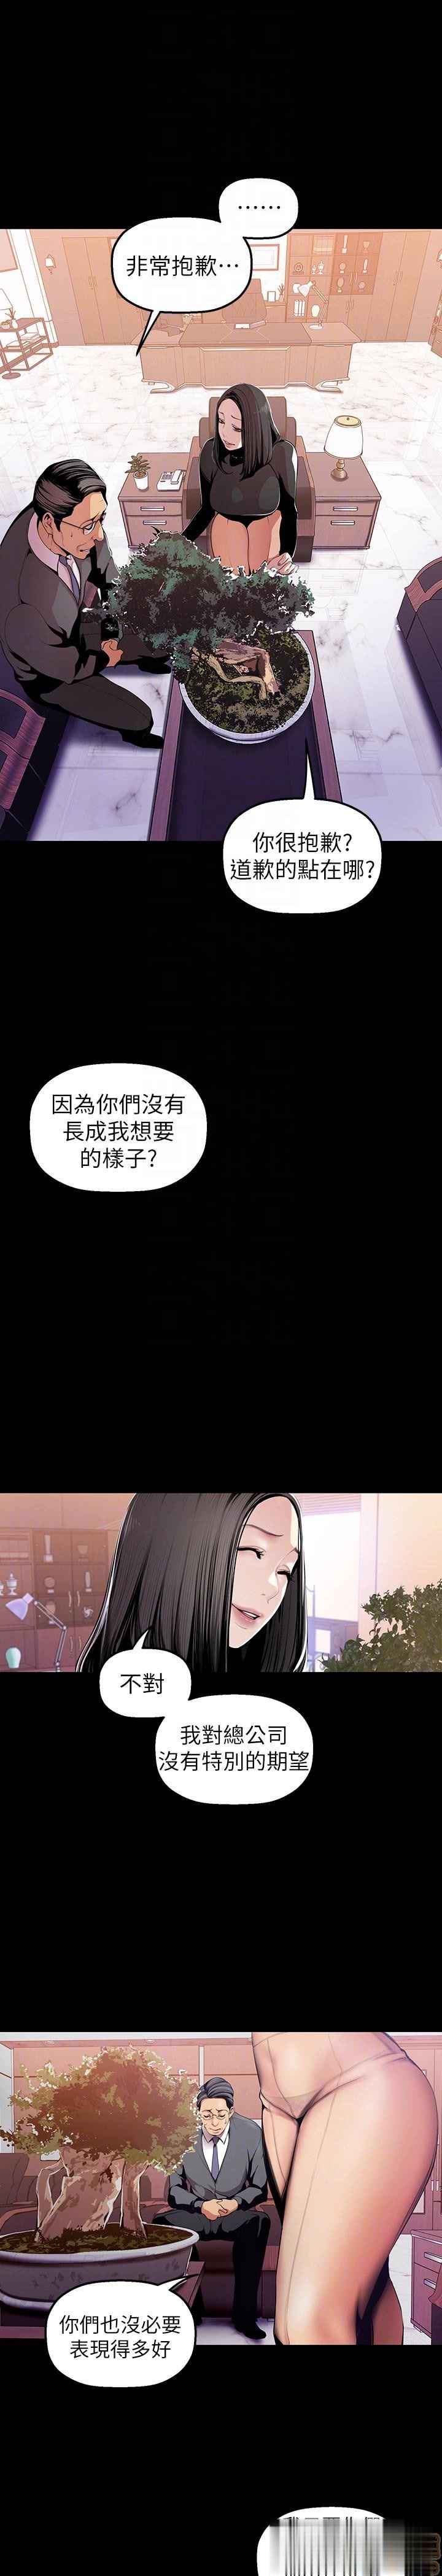 ……
非常抱歉…
你很抱歉?
道歉的點在哪?
因為你們沒有
長成我想要
的樣子?
不對
我對總公司
沒有特別的期望
你們也沒必要
表現得多好